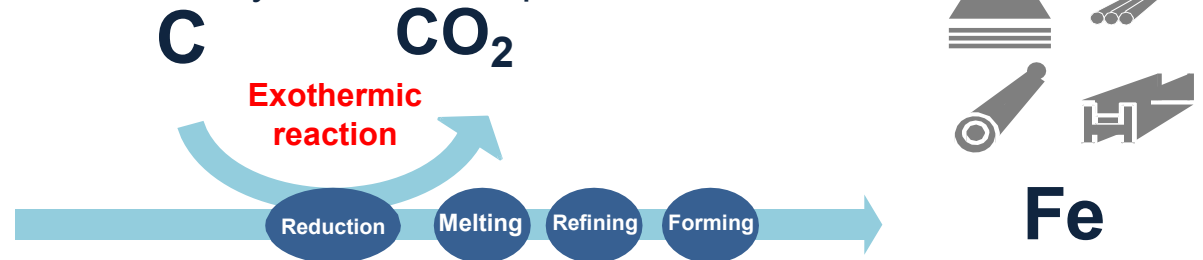 C
CO₂
Exothermic
reaction
Reduction
Melting
Refining
Forming
Fe